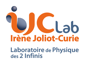 iJCLab
Irène Joliot-Curie
Laboratoire de Physique
des 2 Infinis